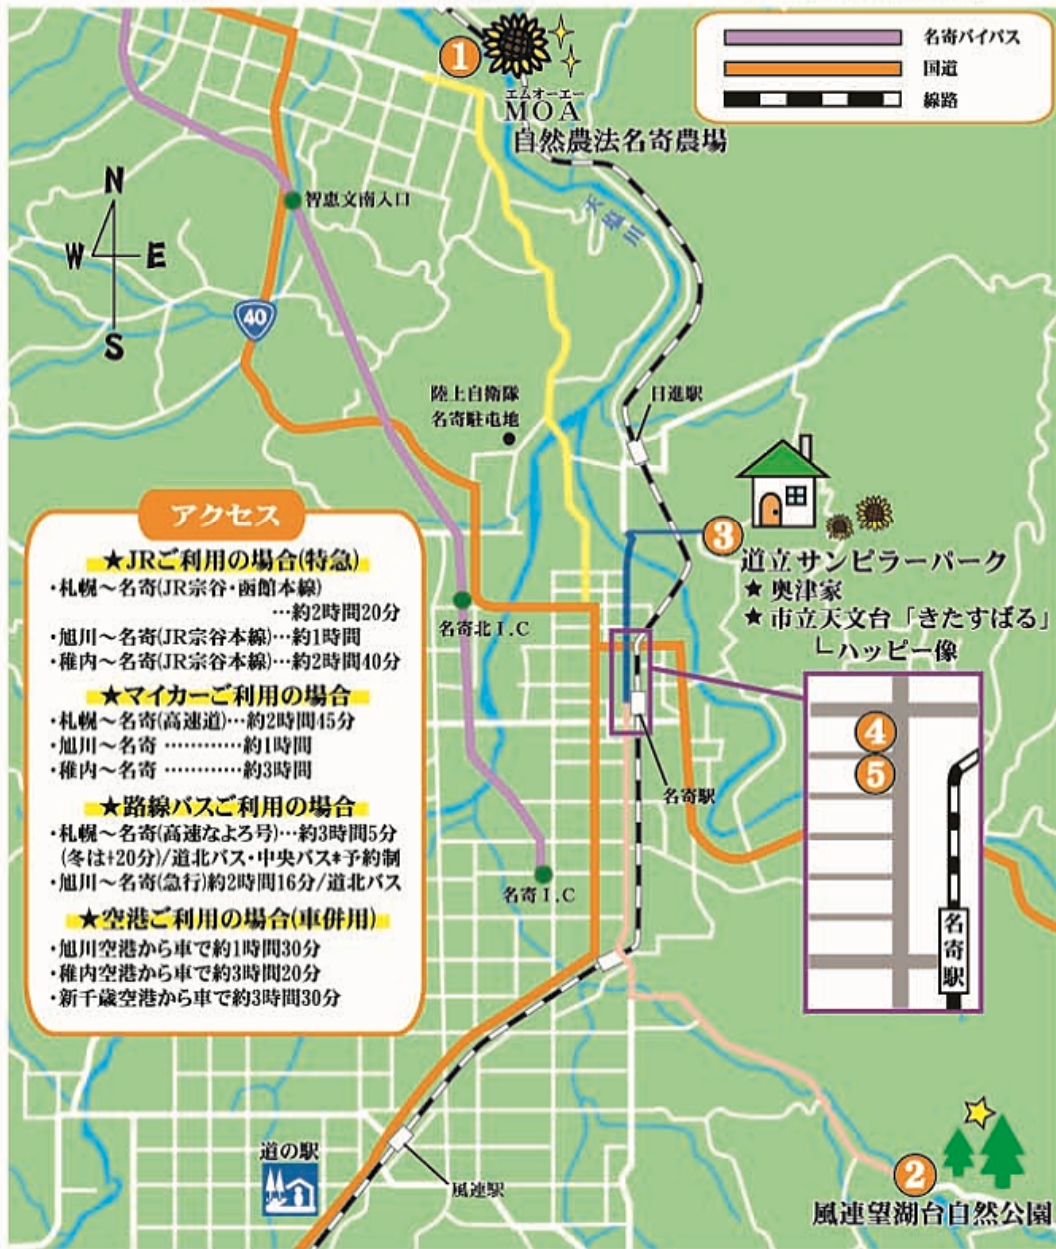 名寄バイパス
国道
線路
1
エムオーエー
MOA
自然農法名寄農場
天塩川
智恵文南入口
N
W E
S
40
陸上自衛隊
名寄駐屯地
日進駅
3
道立サンピラーパーク
★奥津家
★市立天文台「きたすばる」
└ハッピー像
アクセス
★JRご利用の場合(特急)
・札幌～名寄(JR宗谷・函館本線)
…約2時間20分
・旭川～名寄(JR宗谷本線)…約1時間
・稚内～名寄(JR宗谷本線)…約2時間40分
★マイカーご利用の場合
・札幌～名寄(高速道)…約2時間45分
・旭川～名寄…………約1時間
・稚内～名寄…………約3時間
★路線バスご利用の場合
・札幌～名寄(高速なよろ号)…約3時間5分
(冬は+20分)/道北バス・中央バス*予約制
・旭川～名寄(急行)約2時間16分/道北バス
★空港ご利用の場合(車併用)
・旭川空港から車で約1時間30分
・稚内空港から車で約3時間20分
・新千歳空港から車で約3時間30分
名寄北I.C
名寄駅
名寄I.C
4
5
名寄駅
道の駅
風連駅
2
風連望湖台自然公園